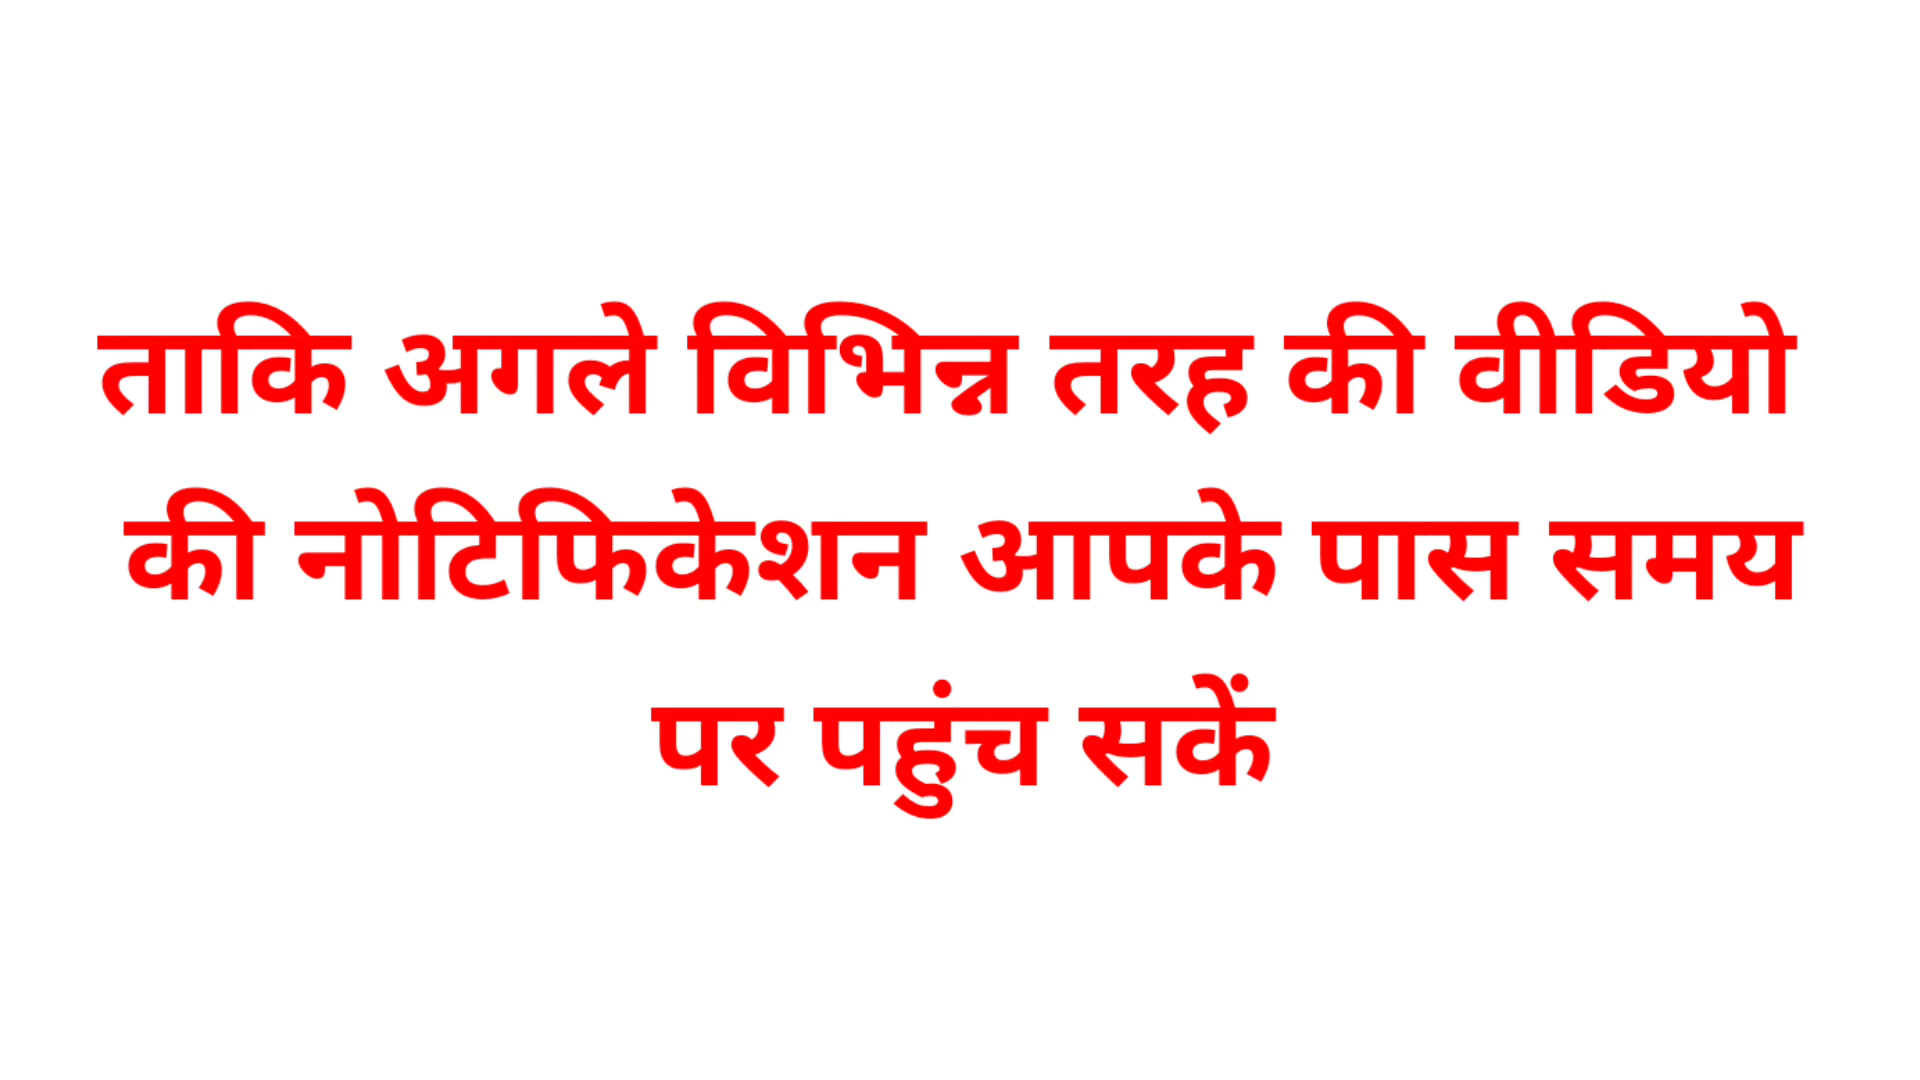 ताकि अगले विभिन्न तरह की वीडियो
की नोटिफिकेशन आपके पास समय
पर पहुंच सकें